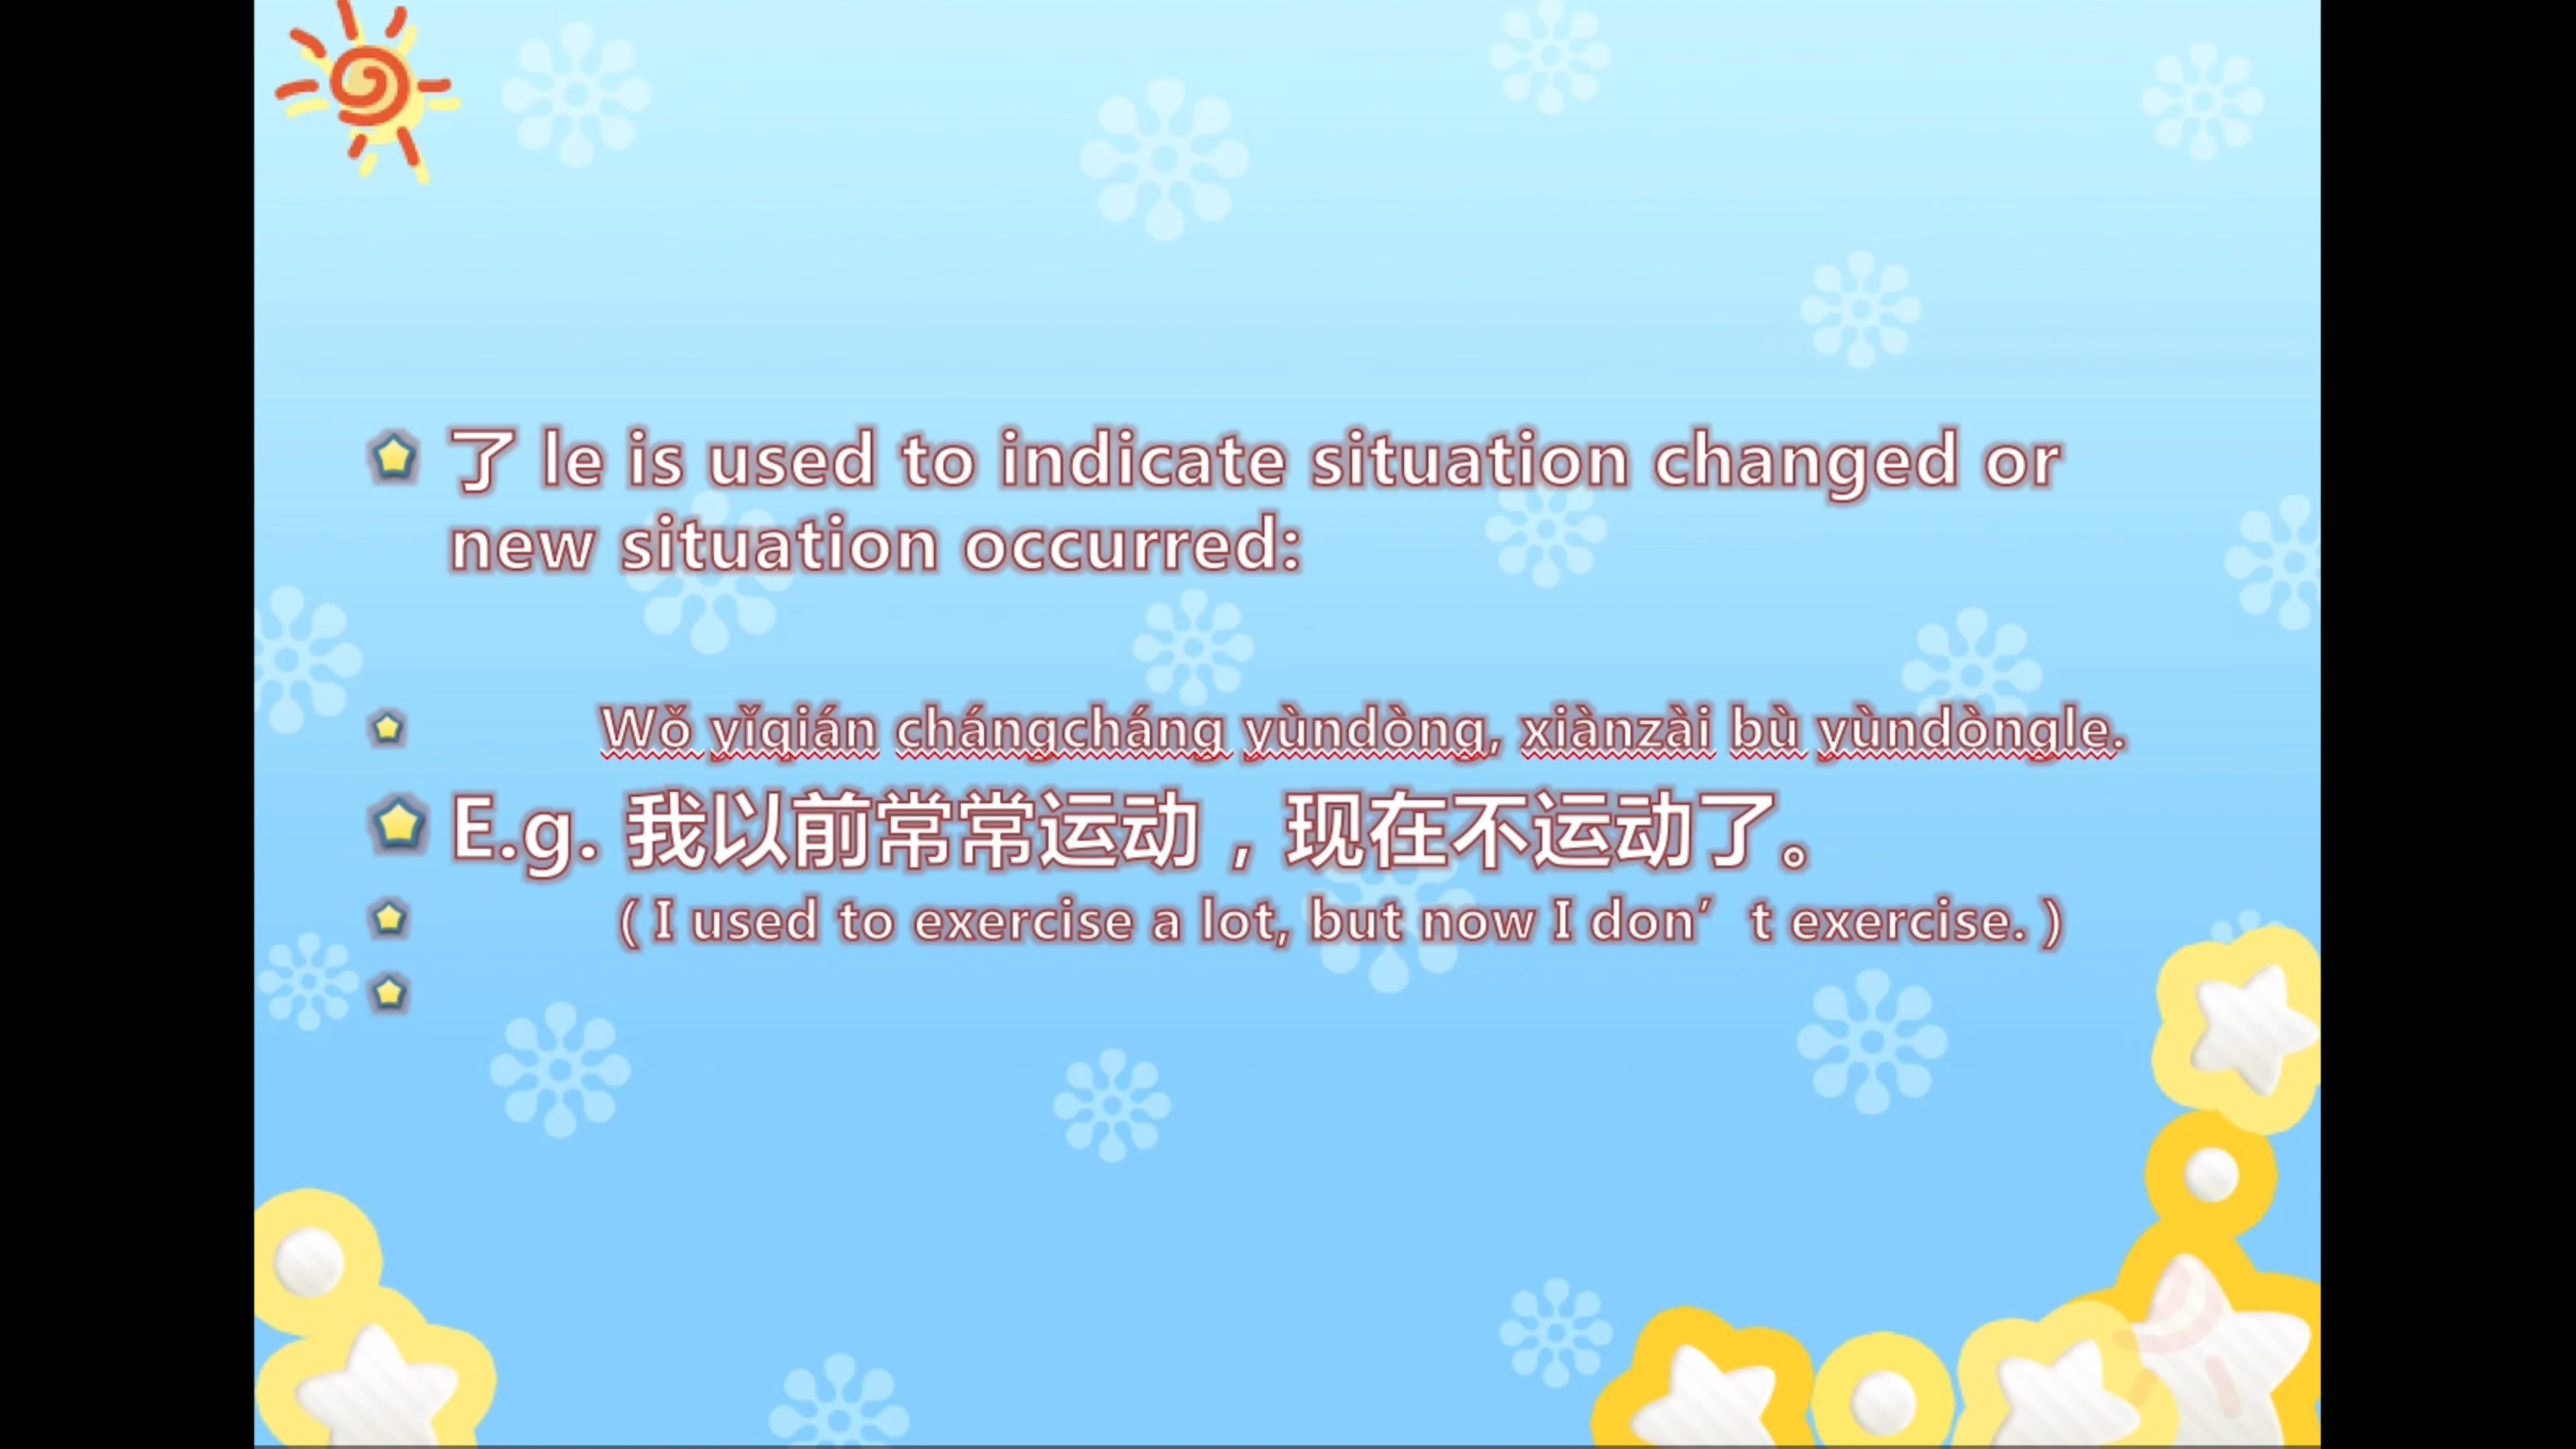 了 le is used to indicate situation changed or
new situation occurred:
Wǒ yǐqián chángcháng yùndòng, xiànzài bù yùndòngle.
E.g. 我以前常常运动，现在不运动了。
( I used to exercise a lot, but now I don’t exercise. )